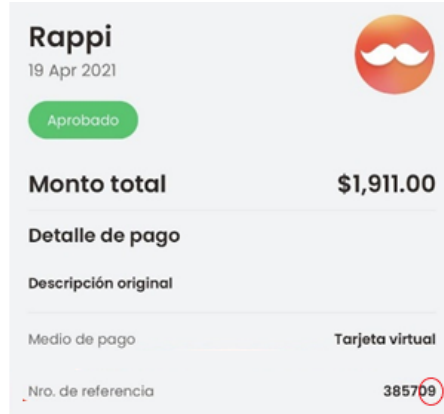 Rappi
19 Apr 2021
Aprobado
Monto total $1,911.00
Detalle de pago
Descripción original
Medio de pago Tarjeta virtual
Nro. de referencia 385709